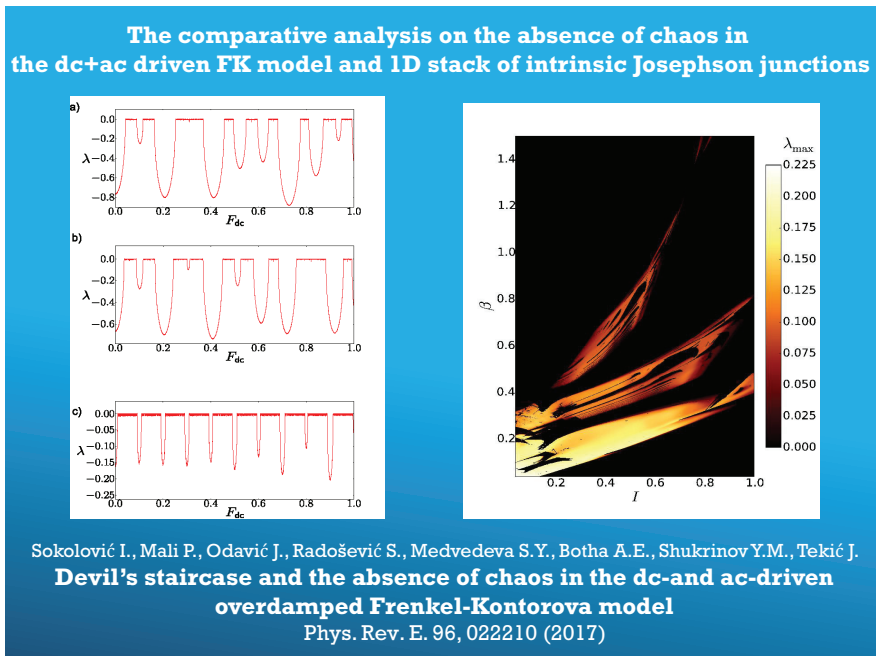 The comparative analysis on the absence of chaos in
the dc+ac driven FK model and 1D stack of intrinsic Josephson junctions
a)
0.0
−0.2
−0.4
−0.6
−0.8
λ
0.0 0.2 0.4 0.6 0.8 1.0
F_dc
b)
0.0
−0.2
−0.4
−0.6
λ
0.0 0.2 0.4 0.6 0.8 1.0
F_dc
c)
0.00
−0.05
−0.10
−0.15
−0.20
−0.25
λ
0.0 0.2 0.4 0.6 0.8 1.0
F_dc
1.4
1.2
1.0
0.8
0.6
0.4
0.2
β
0.2 0.4 0.6 0.8 1.0
I
λ_max
0.225
0.200
0.175
0.150
0.125
0.100
0.075
0.050
0.025
0.000
Sokolović I., Mali P., Odavić J., Radošević S., Medvedeva S.Y., Botha A.E., Shukrinov Y.M., Tekić J.
Devil's staircase and the absence of chaos in the dc-and ac-driven
overdamped Frenkel-Kontorova model
Phys. Rev. E. 96, 022210 (2017)